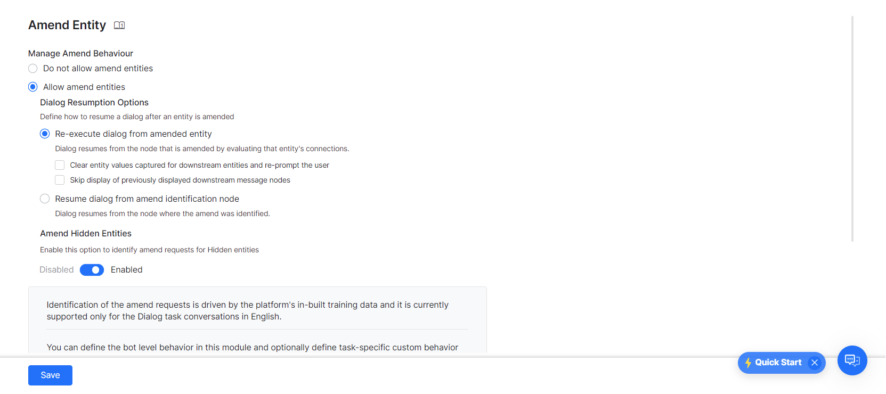 Amend Entity
Manage Amend Behaviour
Do not allow amend entities
Allow amend entities
Dialog Resumption Options
Define how to resume a dialog after an entity is amended
Re-execute dialog from amended entity
Dialog resumes from the node that is amended by evaluating that entity's connections.
Clear entity values captured for downstream entities and re-prompt the user
Skip display of previously displayed downstream message nodes
Resume dialog from amend identification node
Dialog resumes from the node where the amend was identified.
Amend Hidden Entities
Enable this option to identify amend requests for Hidden entities
Disabled Enabled
Identification of the amend requests is driven by the platform's in-built training data and it is currently
supported only for the Dialog task conversations in English.
You can define the bot level behavior in this module and optionally define task-specific custom behavior
Quick Start
Save